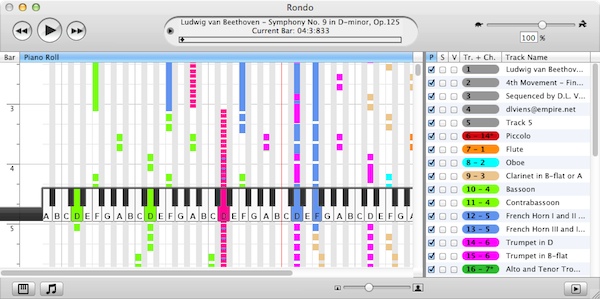 Rondo
Ludwig van Beethoven - Symphony No. 9 in D-minor, Op.125
Current Bar: 04:3:833
100 %
Bar Piano Roll P S V Tr. + Ch. Track Name
1 Ludwig van Beethov...
2 4th Movement - Fin...
3 Sequenced by D.L. V...
4 dlviens@empire.net
5 Track 5
6 - 14* Piccolo
7 - 1 Flute
8 - 2 Oboe
9 - 3 Clarinet in B-flat or A
10 - 4 Bassoon
11 - 4 Contrabassoon
12 - 5 French Horn I and II ...
13 - 5 French Horn III and ...
14 - 6 Trumpet in D
15 - 6 Trumpet in B-flat
16 - 7* Alto and Tenor Tro...
3
4
A B C D E F G A B C D E F G A B C D E F G A B C D E F G A B C D E F G A
5